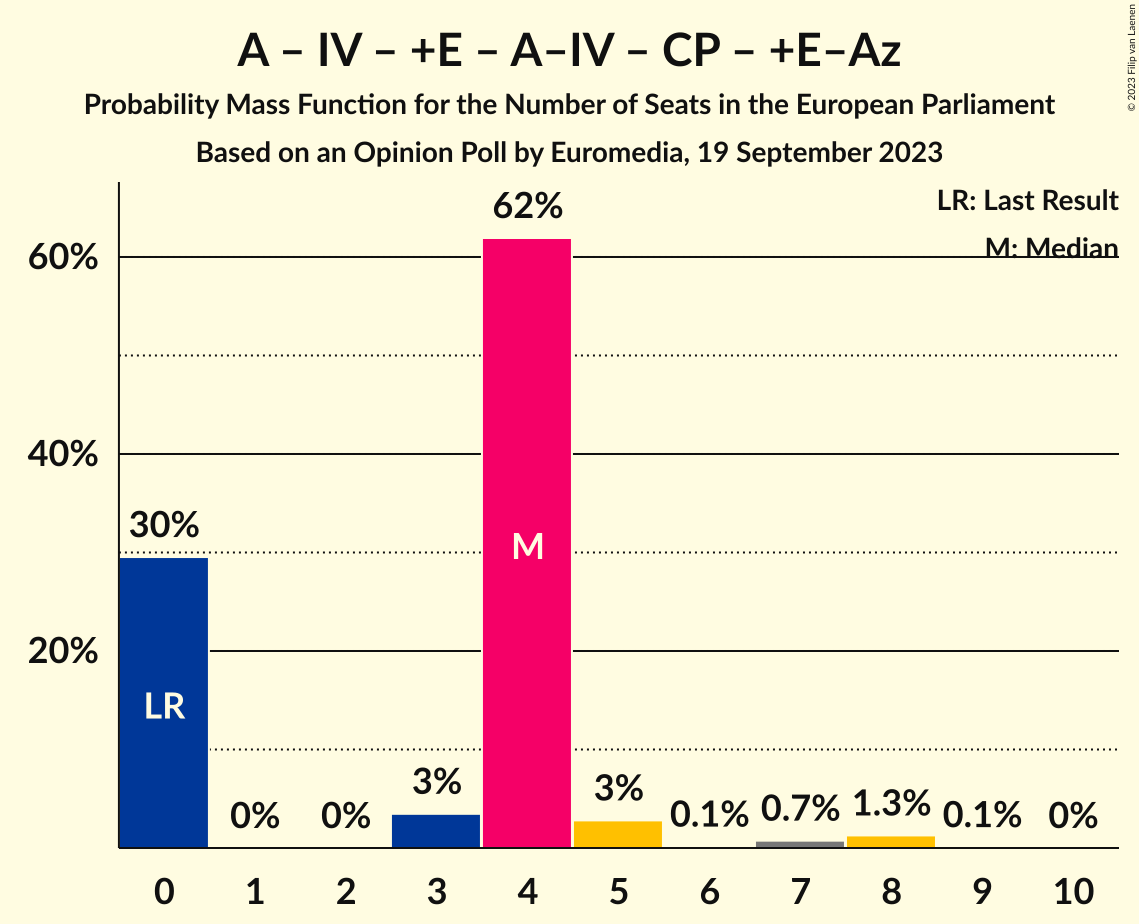 A – IV – +E – A–IV – CP – +E–Az
Probability Mass Function for the Number of Seats in the European Parliament
Based on an Opinion Poll by Euromedia, 19 September 2023
© 2023 Filip van Laenen
LR: Last Result
M: Median
60%
40%
20%
30%
0%
0%
3%
62%
3%
0.1%
0.7%
1.3%
0.1%
0%
LR
M
0 1 2 3 4 5 6 7 8 9 10